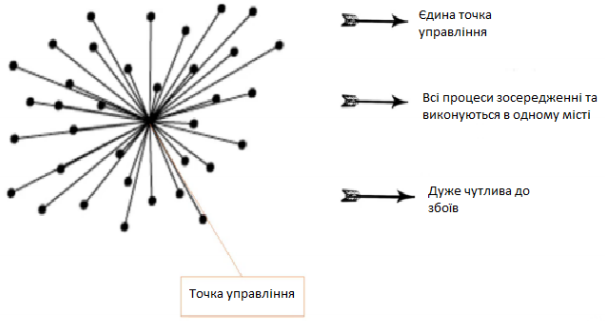 Єдина точка
управління
Всі процеси зосередженні та
виконуються в одному місті
Дуже чутлива до
збоїв
Точка управління